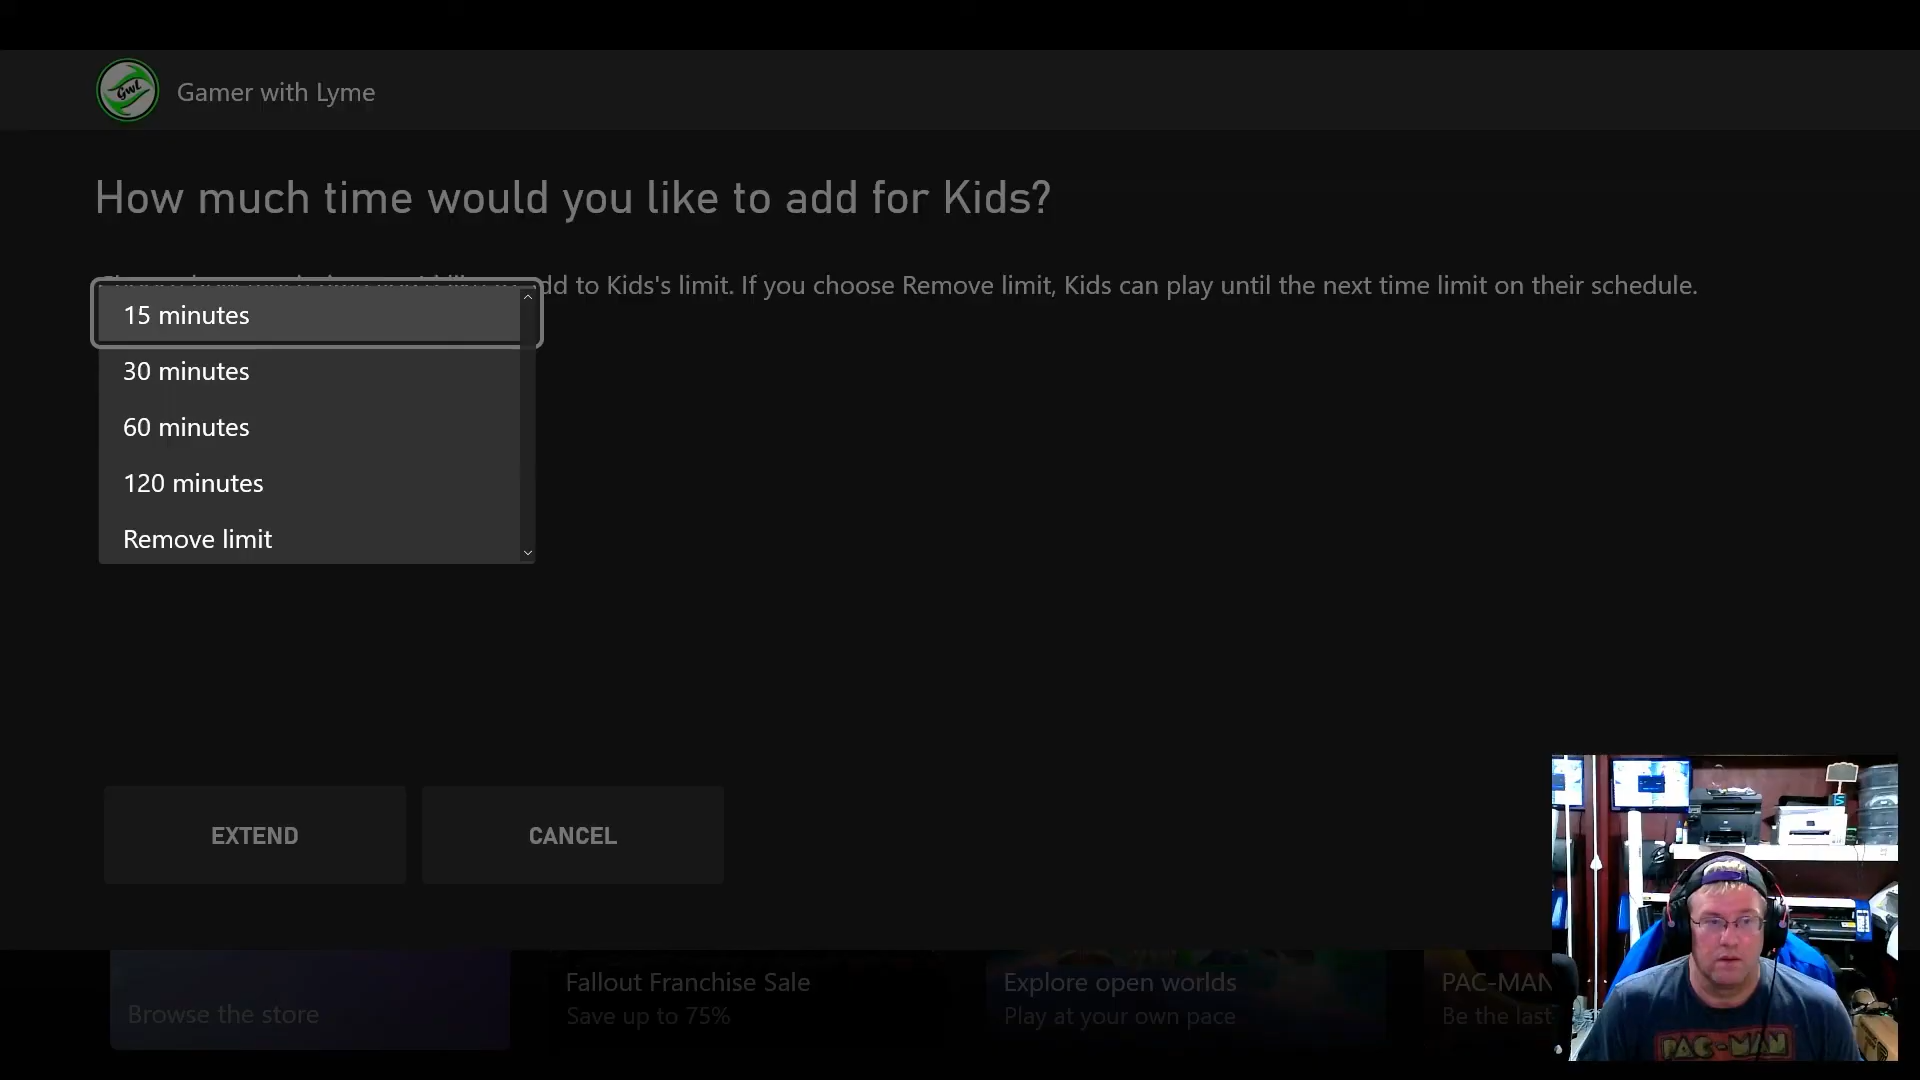 Gwl
Gamer with Lyme
How much time would you like to add for Kids?
add to Kids's limit. If you choose Remove limit, Kids can play until the next time limit on their schedule.
15 minutes
30 minutes
60 minutes
120 minutes
Remove limit
EXTEND
CANCEL
Browse the store
Fallout Franchise Sale
Save up to 75%
Explore open worlds
Play at your own pace
PAC-MAN
Be the last
PAC-MAN